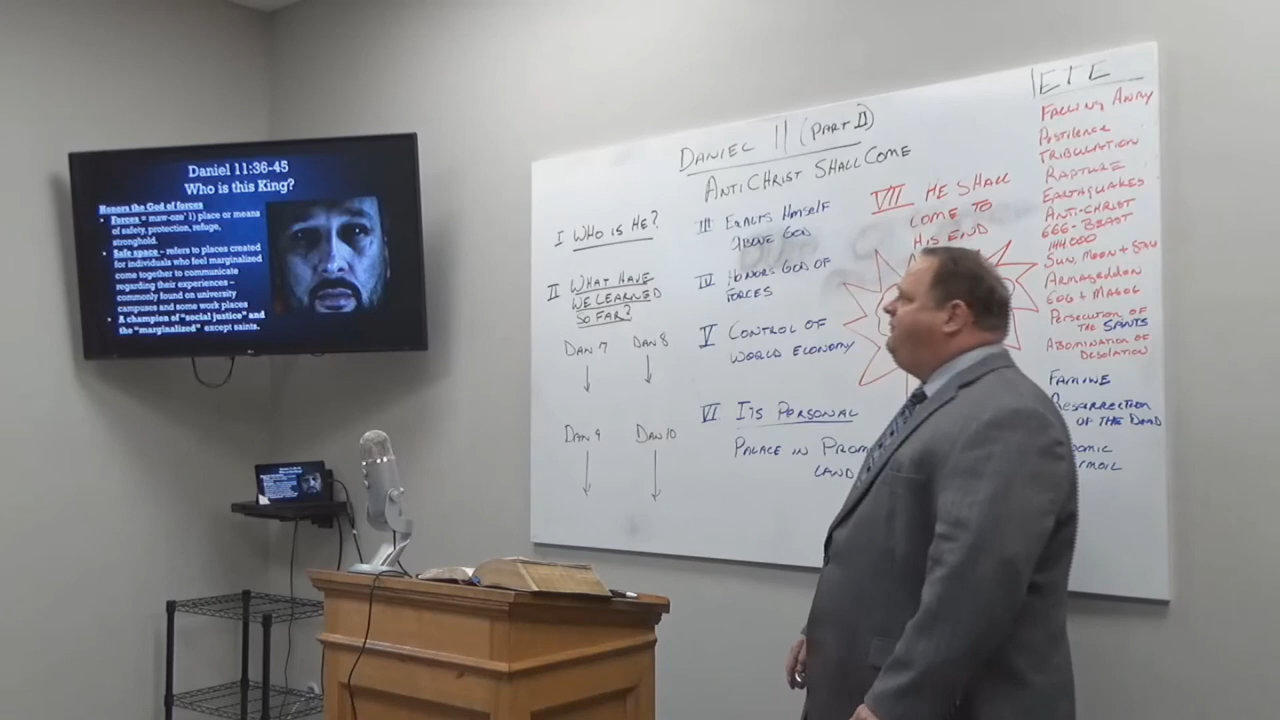 Daniel 11:36-45
Who is this King?
Honors the God of forces
• Forces = maw-oze' 1) place or means
of safety, protection, refuge,
stronghold.
• Safe space – refers to places created
for individuals who feel marginalized
come together to communicate
regarding their experiences –
commonly found on university
campuses and some work places
• A champion of "social justice" and
the "marginalized" except saints.
DANIEL 11 (PART II)
ANTICHRIST SHALL COME
I WHO IS HE?
II WHAT HAVE
WE LEARNED
SO FAR?
DAN 7 DAN 8
DAN 9 DAN 10
III EXALTS HIMSELF
ABOVE GOD
IV HONORS GOD OF
FORCES
V CONTROL OF
WORLD ECONOMY
VI ITS PERSONAL
PALACE IN PROM
LAND
VII HE SHALL
COME TO
HIS END
FALLING AWAY
PESTILENCE
TRIBULATION
RAPTURE
EARTHQUAKES
ANTI-CHRIST
666-BEAST
144000
SUN, MOON + STAR
ARMAGEDDON
GOG + MAGOG
PERSECUTION OF
THE SAINTS
ABOMINATION OF
DESOLATION
FAMINE
RESURRECTION
OF THE DEAD
OMIC
RMOIL